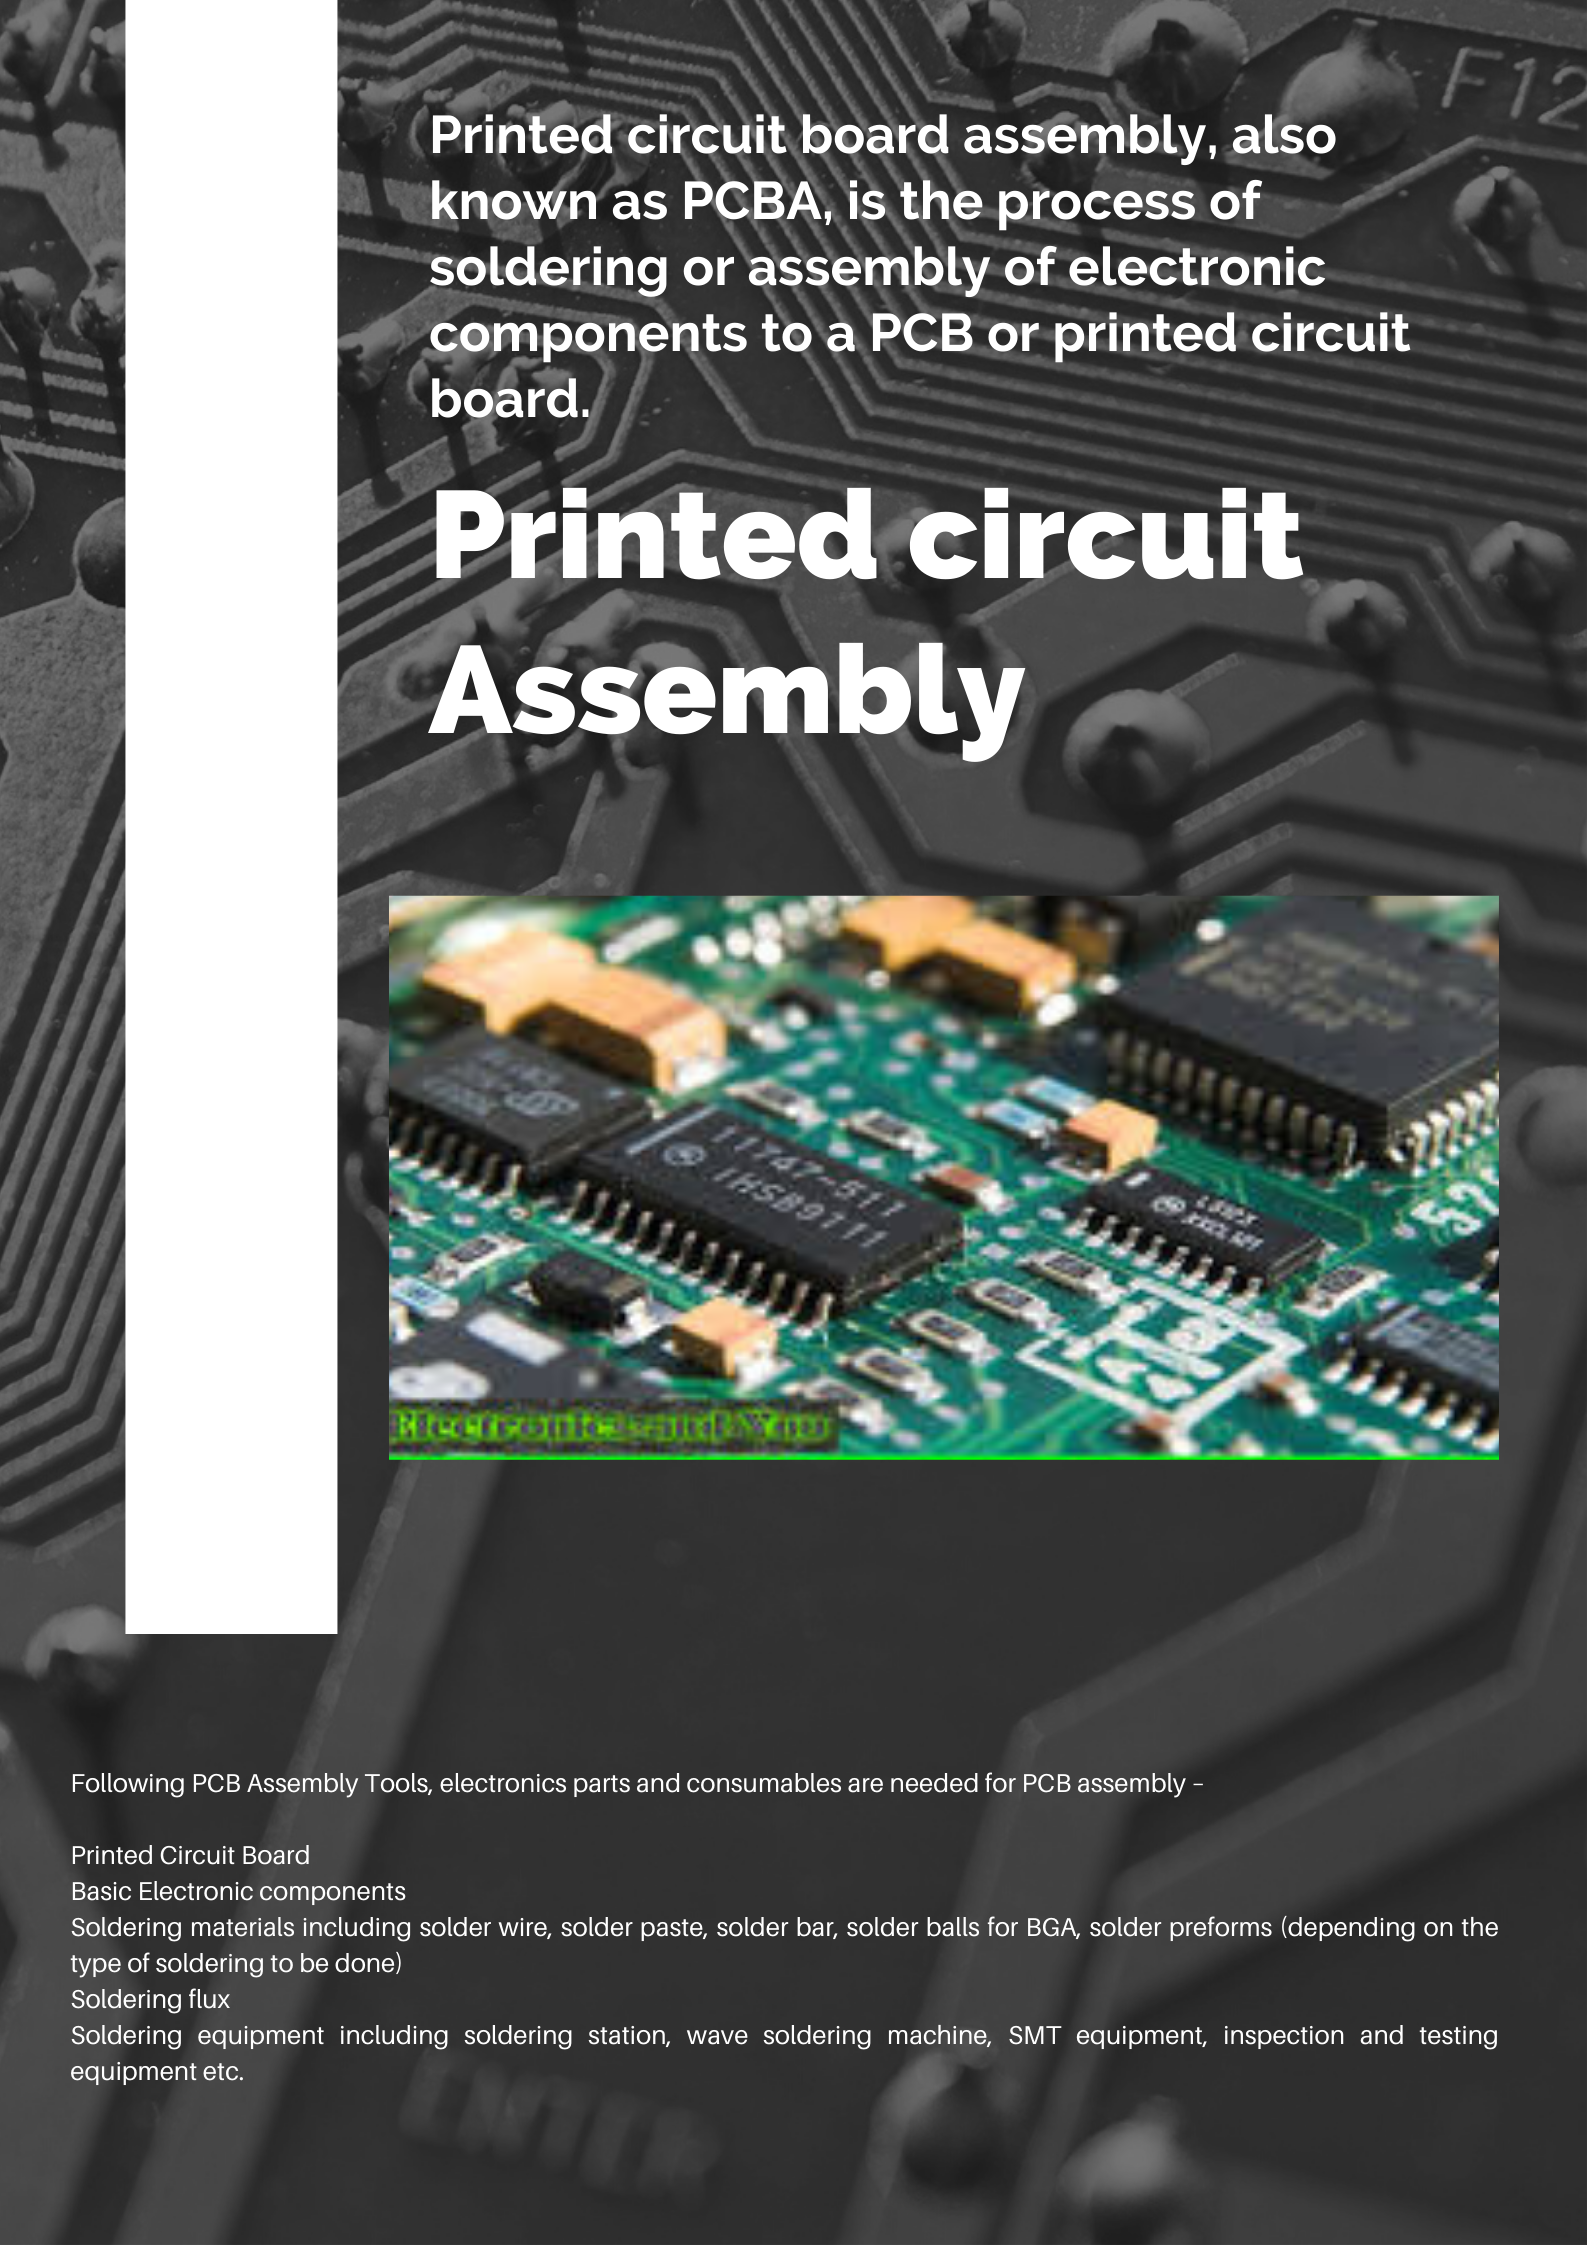 F12
Printed circuit board assembly, also
known as PCBA, is the process of
soldering or assembly of electronic
components to a PCB or printed circuit
board.
Printed circuit
Assembly
11747-511
IHSB9711
ElectronicsandYou
Following PCB Assembly Tools, electronics parts and consumables are needed for PCB assembly –
Printed Circuit Board
Basic Electronic components
Soldering materials including solder wire, solder paste, solder bar, solder balls for BGA, solder preforms (depending on the
type of soldering to be done)
Soldering flux
Soldering equipment including soldering station, wave soldering machine, SMT equipment, inspection and testing
equipment etc.
ENTER